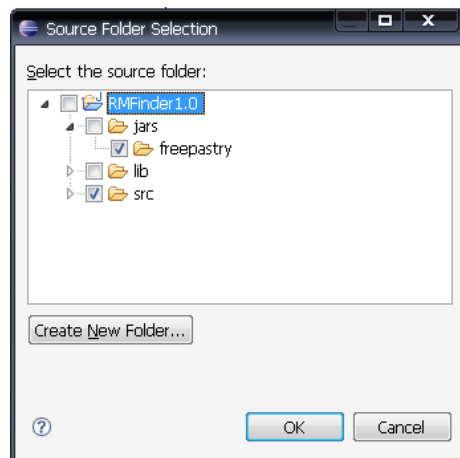 Source Folder Selection
Select the source folder:
RMFinder1.0
jars
freepastry
lib
src
Create New Folder...
OK
Cancel